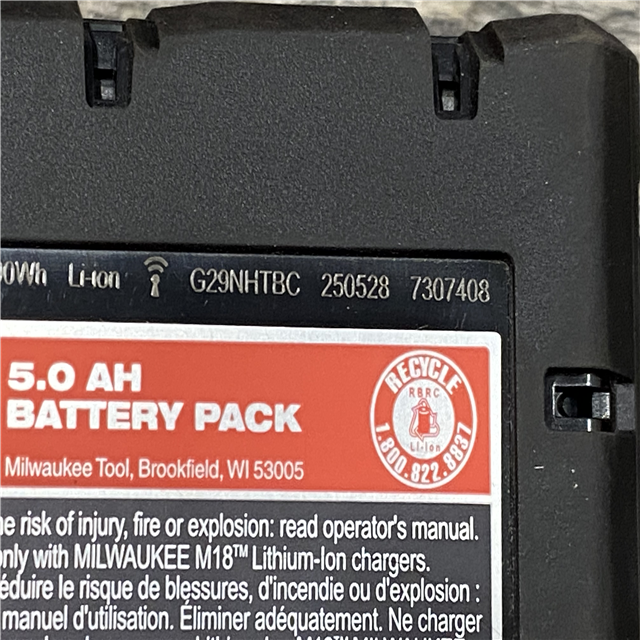 0Wh Li-ion G29NHTBC 250528 7307408
5.0 AH
BATTERY PACK
Milwaukee Tool, Brookfield, WI 53005
RECYCLE
RBRC
Li-Ion
1.800.822.8837
risk of injury, fire or explosion: read operator's manual.
only with MILWAUKEE M18™ Lithium-Ion chargers.
réduire le risque de blessures, d'incendie ou d'explosion :
manuel d'utilisation. Éliminer adéquatement. Ne charger